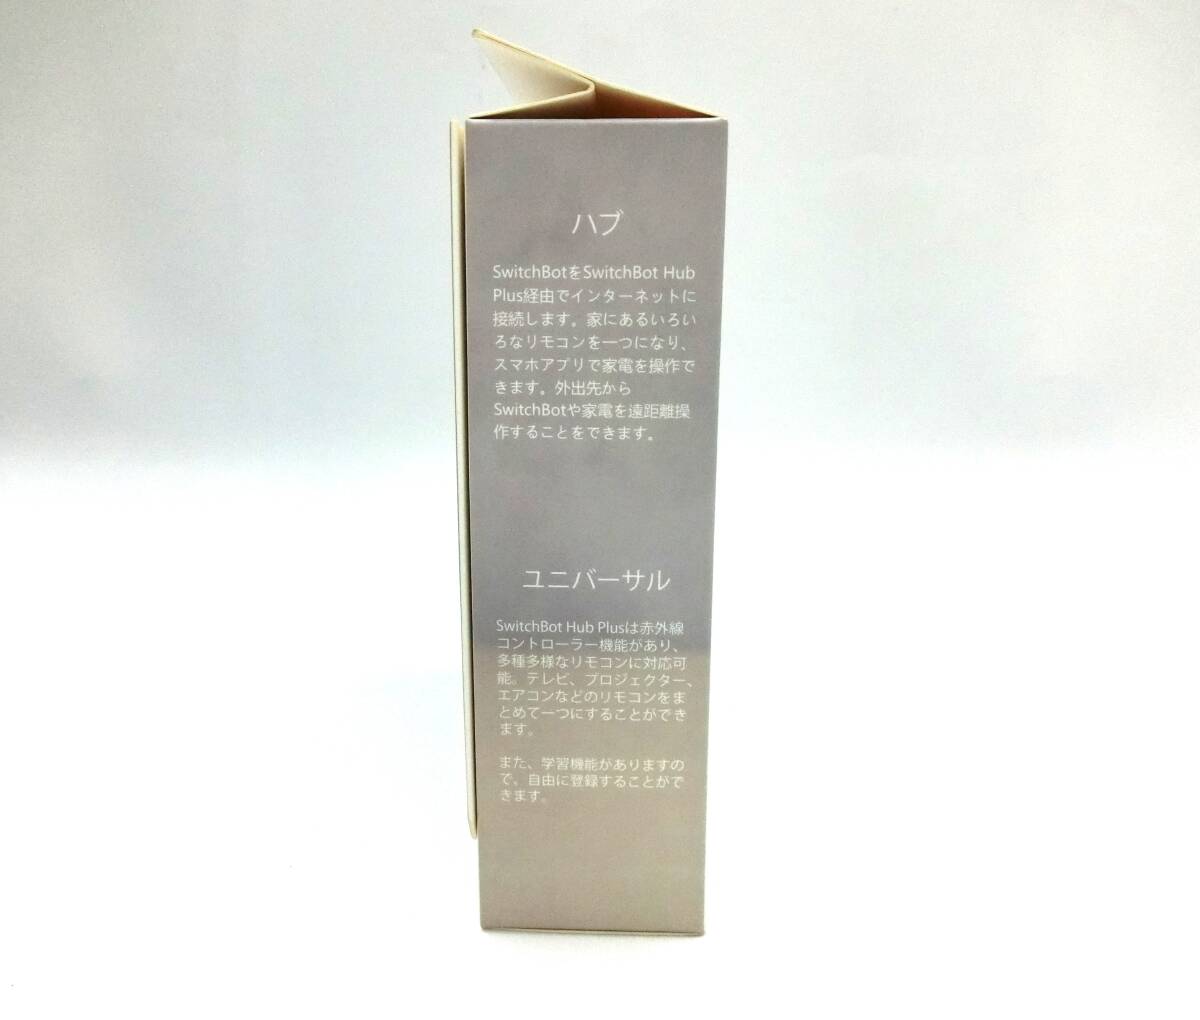 ハブ
SwitchBotをSwitchBot Hub
Plus経由でインターネットに
接続します。家にあるいろい
ろなリモコンを一つになり、
スマホアプリで家電を操作で
きます。外出先から
SwitchBotや家電を遠距離操
作することをできます。
ユニバーサル
SwitchBot Hub Plusは赤外線
コントローラー機能があり、
多種多様なリモコンに対応可
能。テレビ、プロジェクター、
エアコンなどのリモコンをま
とめて一つにすることができ
ます。
また、学習機能がありますの
で、自由に登録することがで
きます。